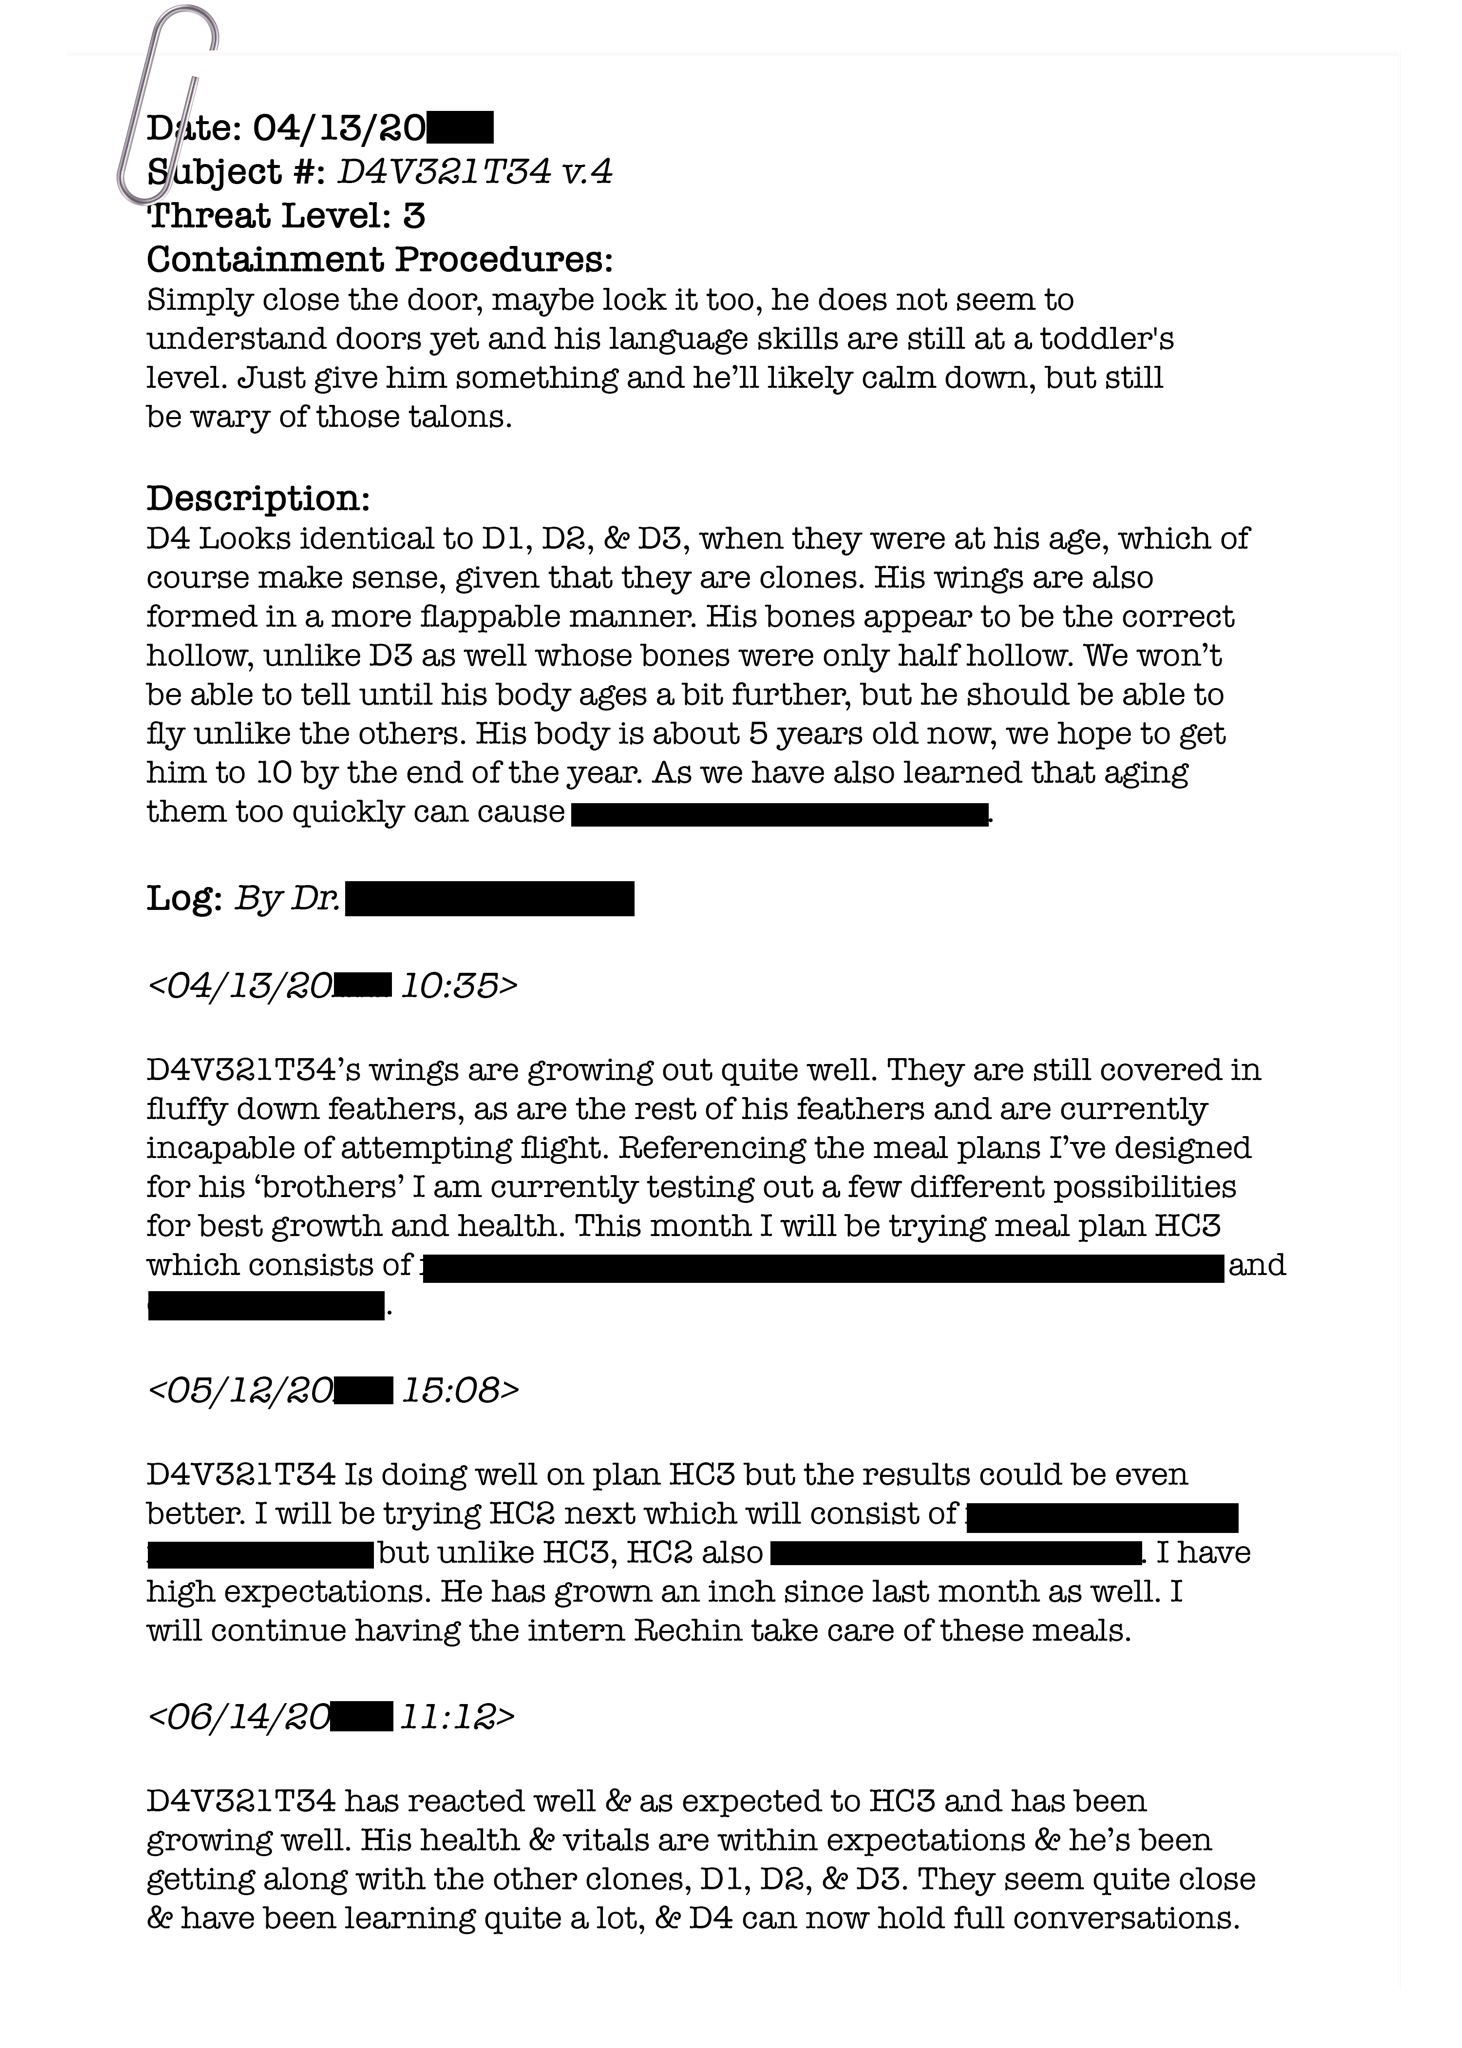 Date: 04/13/20
Subject #: D4V321T34 v.4
Threat Level: 3
Containment Procedures:
Simply close the door, maybe lock it too, he does not seem to
understand doors yet and his language skills are still at a toddler's
level. Just give him something and he’ll likely calm down, but still
be wary of those talons.
Description:
D4 Looks identical to D1, D2, & D3, when they were at his age, which of
course make sense, given that they are clones. His wings are also
formed in a more flappable manner. His bones appear to be the correct
hollow, unlike D3 as well whose bones were only half hollow. We won’t
be able to tell until his body ages a bit further, but he should be able to
fly unlike the others. His body is about 5 years old now, we hope to get
him to 10 by the end of the year. As we have also learned that aging
them too quickly can cause .
Log: By Dr.
<04/13/20 10:35>
D4V321T34’s wings are growing out quite well. They are still covered in
fluffy down feathers, as are the rest of his feathers and are currently
incapable of attempting flight. Referencing the meal plans I’ve designed
for his ‘brothers’ I am currently testing out a few different possibilities
for best growth and health. This month I will be trying meal plan HC3
which consists of and
.
<05/12/20 15:08>
D4V321T34 Is doing well on plan HC3 but the results could be even
better. I will be trying HC2 next which will consist of
but unlike HC3, HC2 also . I have
high expectations. He has grown an inch since last month as well. I
will continue having the intern Rechin take care of these meals.
<06/14/20 11:12>
D4V321T34 has reacted well & as expected to HC3 and has been
growing well. His health & vitals are within expectations & he’s been
getting along with the other clones, D1, D2, & D3. They seem quite close
& have been learning quite a lot, & D4 can now hold full conversations.